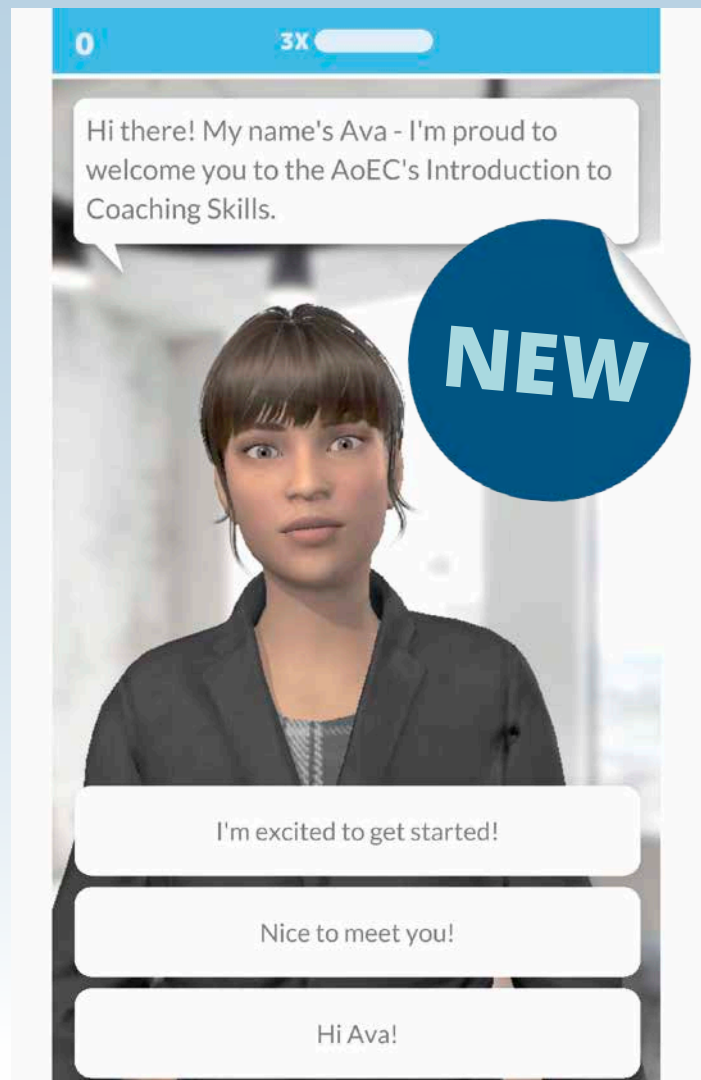 0
3X
Hi there! My name's Ava - I'm proud to
welcome you to the AoEC's Introduction to
Coaching Skills.
NEW
I'm excited to get started!
Nice to meet you!
Hi Ava!